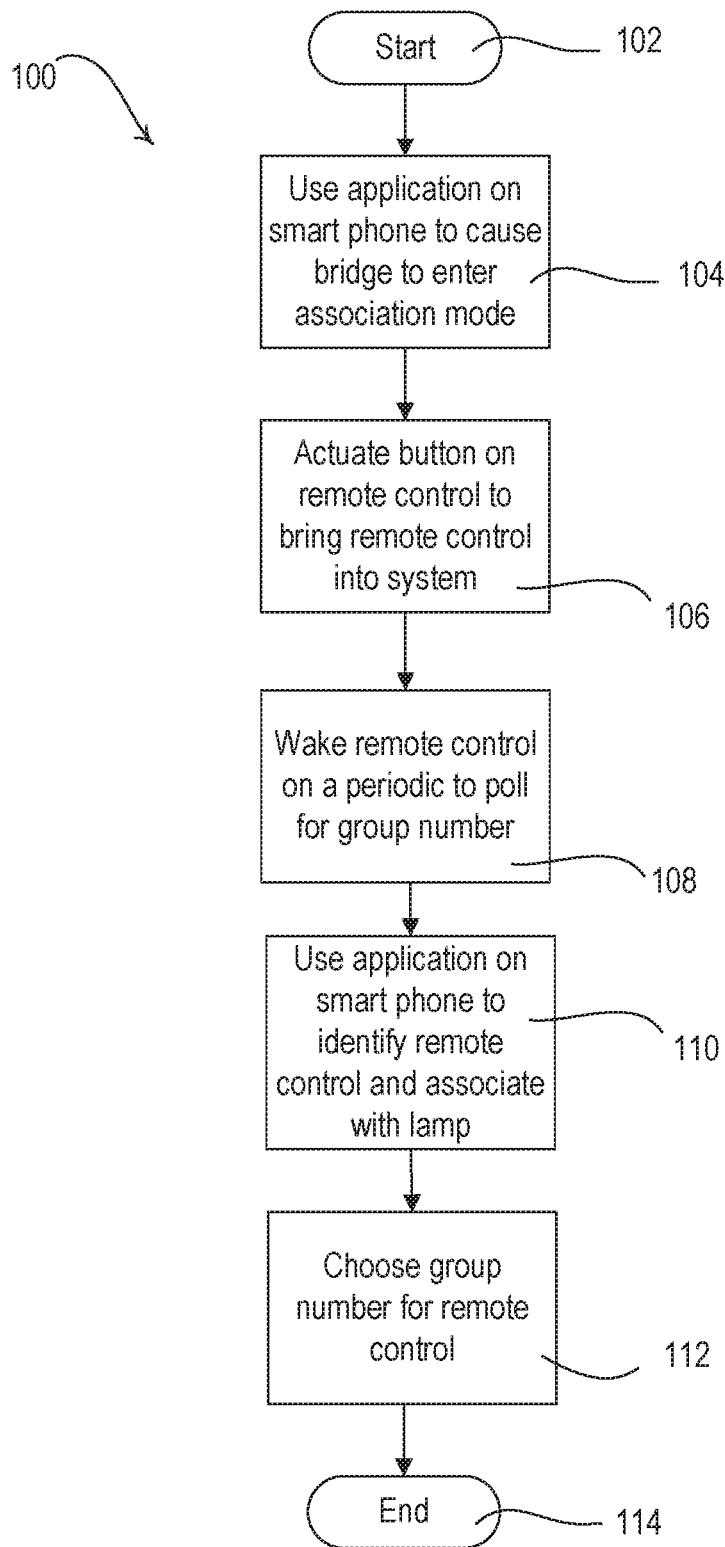 Start
102
100
Use application on
smart phone to cause
bridge to enter
association mode
104
Actuate button on
remote control to
bring remote control
into system
106
Wake remote control
on a periodic to poll
for group number
108
Use application on
smart phone to
identify remote
control and associate
with lamp
110
Choose group
number for remote
control
112
End
114